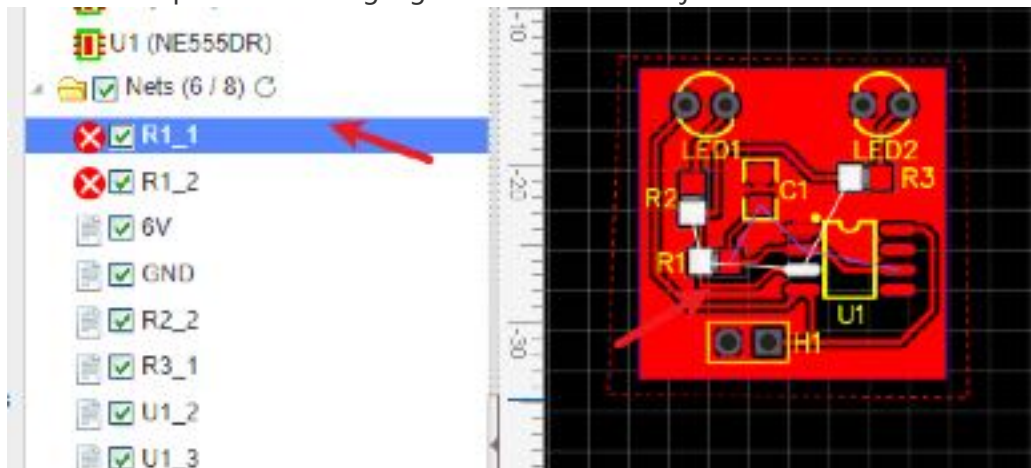 U1 (NE555DR)
Nets (6 / 8)
R1_1
R1_2
6V
GND
R2_2
R3_1
U1_2
U1_3
-10
-20
-30
LED1
LED2
R2
C1
R3
R1
U1
H1